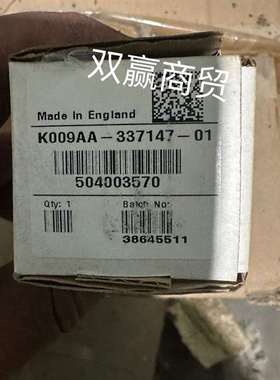 双赢商贸
Made in England
K009AA-337147-01
504003570
Qty: 1 Batch No:
38645511